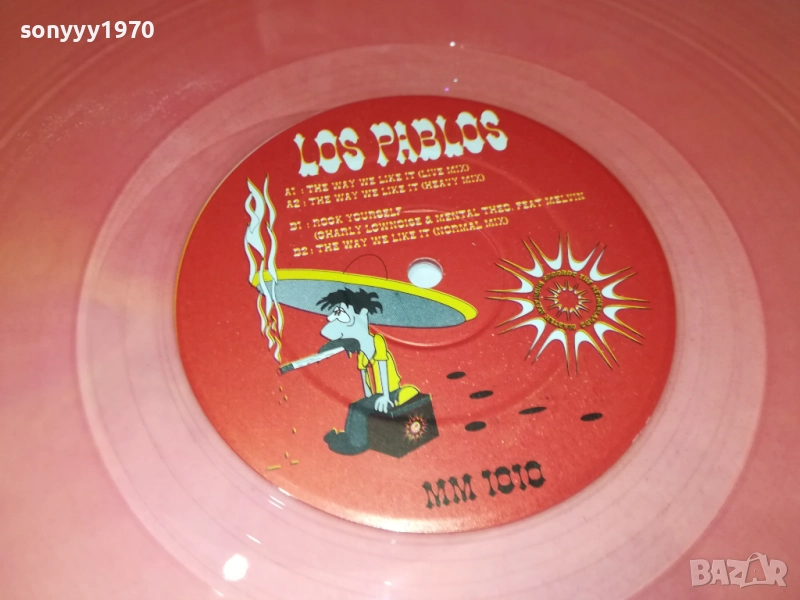 sonyyy1970
LOS PABLOS
A1 : THE WAY WE LIKE IT (LIVE MIX)
A2 : THE WAY WE LIKE IT (HEAVY MIX)
B1 : ROCK YOURSELF
(CHARLY LOWNOISE & MENTAL THEO, FEAT MELVIN
B2 : THE WAY WE LIKE IT (NORMAL MIX)
MM 1010
BAZAR